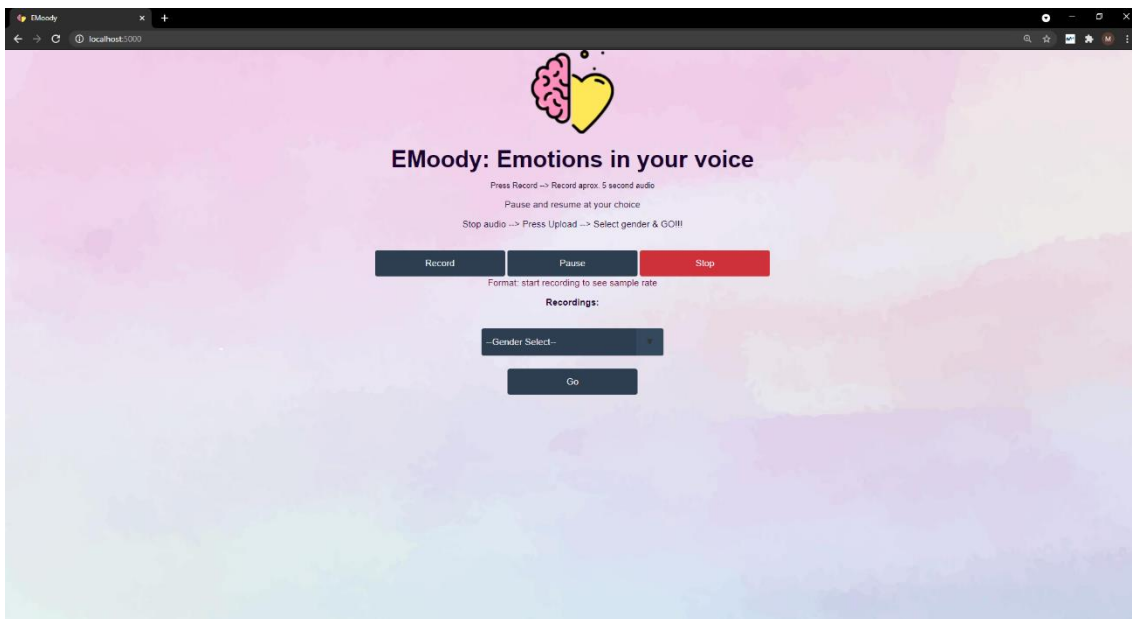 EMoody
localhost:5000
M
EMoody: Emotions in your voice
Press Record --> Record aprox. 5 second audio
Pause and resume at your choice
Stop audio --> Press Upload --> Select gender & GO!!!
Record Pause Stop
Format: start recording to see sample rate
Recordings:
--Gender Select--
Go